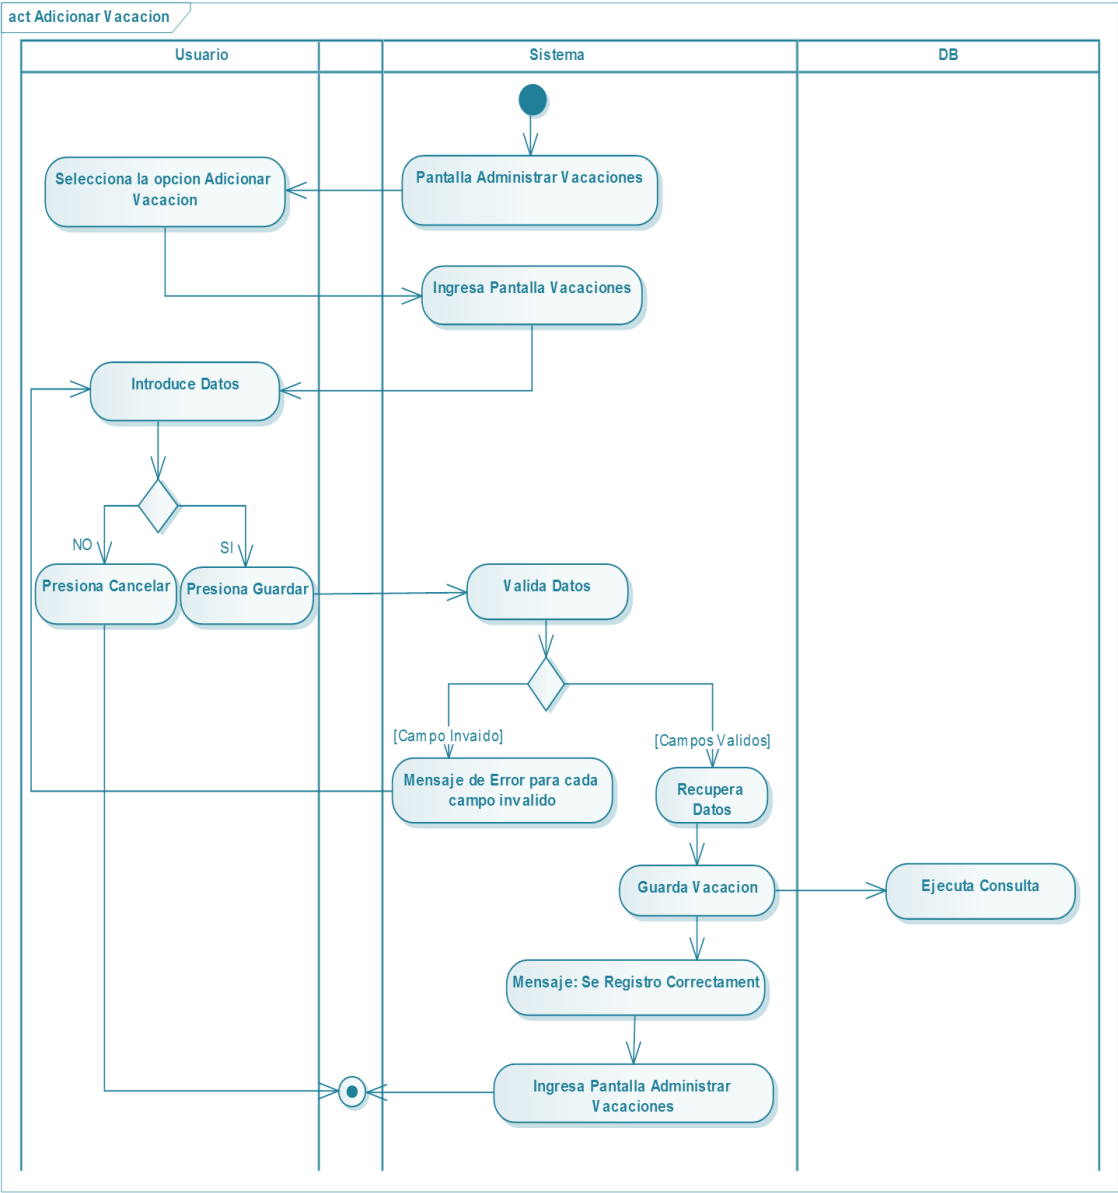 act Adicionar Vacacion
Usuario
Sistema
DB
Pantalla Administrar Vacaciones
Selecciona la opcion Adicionar
Vacacion
Ingresa Pantalla Vacaciones
Introduce Datos
NO
SI
Presiona Cancelar
Presiona Guardar
Valida Datos
[Campo Invaido]
[Campos Validos]
Mensaje de Error para cada
campo invalido
Recupera
Datos
Guarda Vacacion
Ejecuta Consulta
Mensaje: Se Registro Correctament
Ingresa Pantalla Administrar
Vacaciones